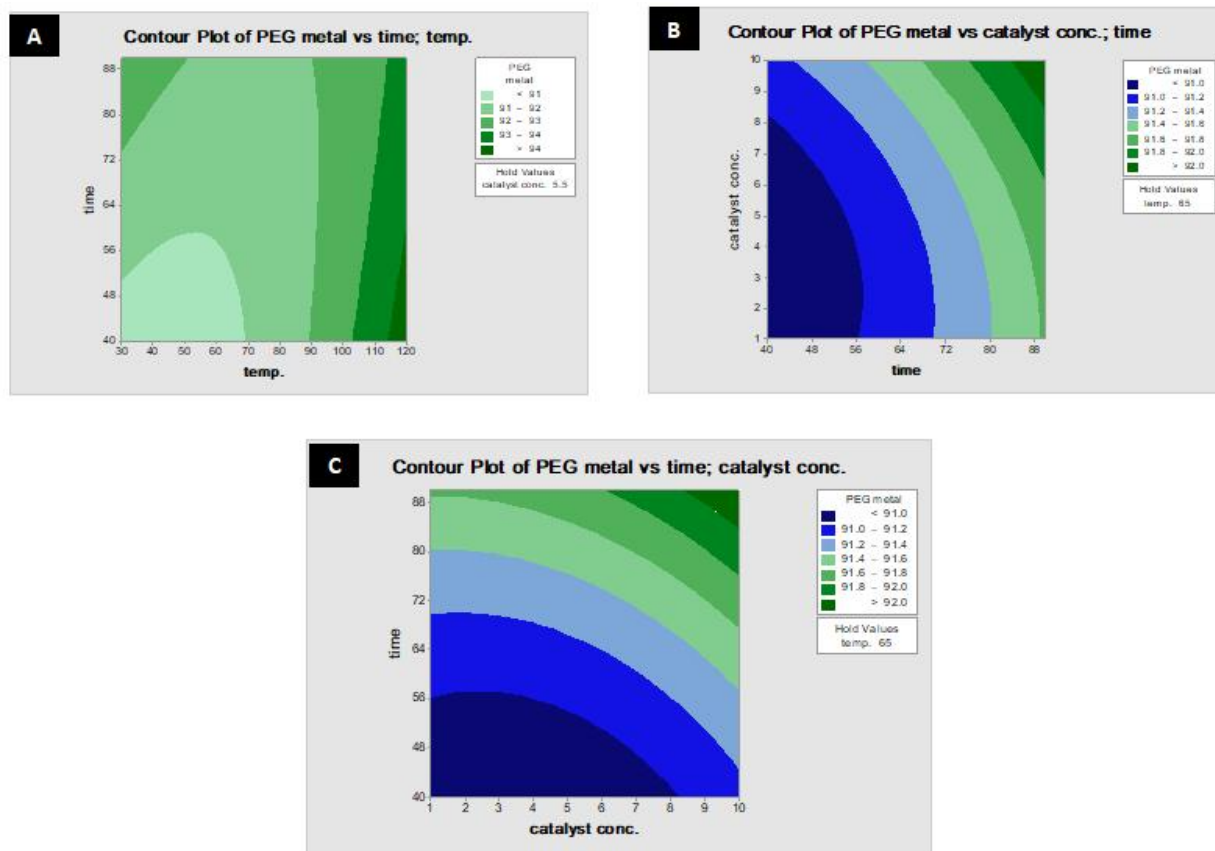 A
Contour Plot of PEG metal vs time; temp.
PEG
metal
< 91
91 – 92
92 – 93
93 – 94
> 94
Hold Values
catalyst conc. 5.5
88
80
72
64
56
48
40
time
30 40 50 60 70 80 90 100 110 120
temp.
B
Contour Plot of PEG metal vs catalyst conc.; time
PEG metal
< 91.0
91.0 – 91.2
91.2 – 91.4
91.4 – 91.6
91.6 – 91.8
91.8 – 92.0
> 92.0
Hold Values
temp. 65
10
9
8
7
6
5
4
3
2
1
catalyst conc.
40 48 56 64 72 80 88
time
C
Contour Plot of PEG metal vs time; catalyst conc.
PEG metal
< 91.0
91.0 – 91.2
91.2 – 91.4
91.4 – 91.6
91.6 – 91.8
91.8 – 92.0
> 92.0
Hold Values
temp. 65
88
80
72
64
56
48
40
time
1 2 3 4 5 6 7 8 9 10
catalyst conc.